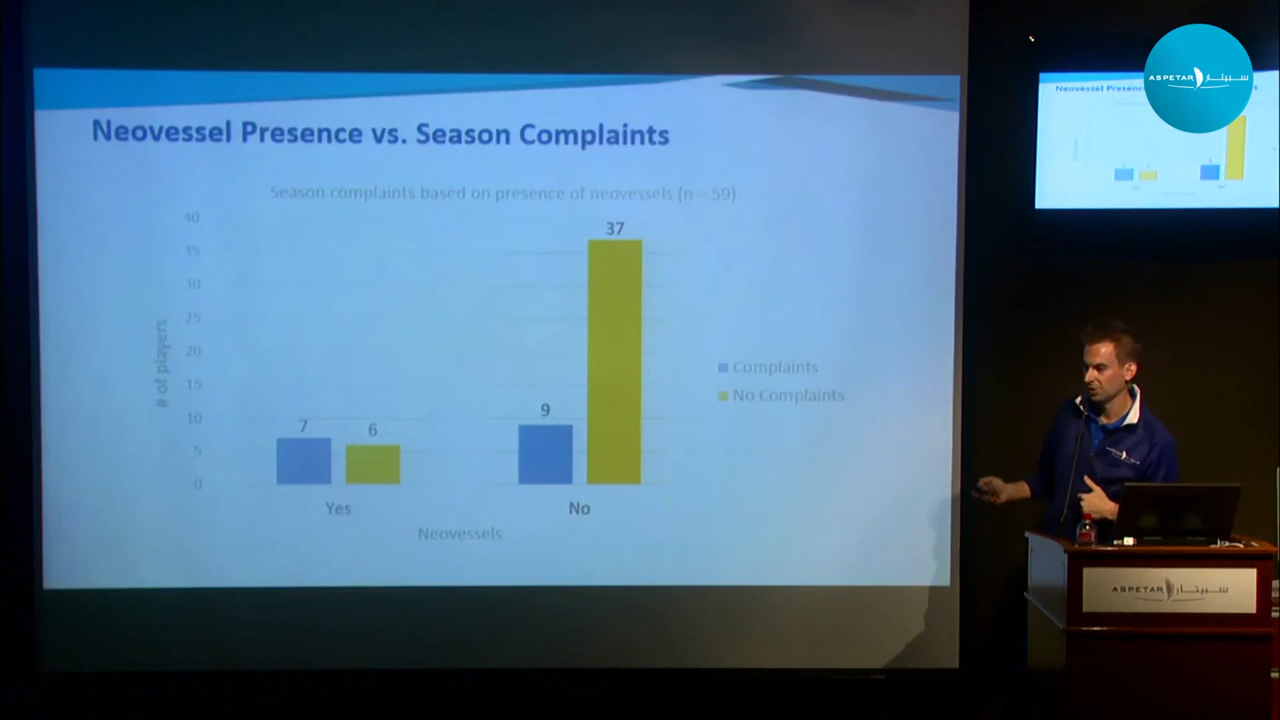 Neovessel Presence vs. Season Complaints
Season complaints based on presence of neovessels (n = 59)
40
35
30
25
20
15
10
5
0
# of players
7
6
9
37
Yes
No
Neovessels
Complaints
No Complaints
ASPETAR سبيتار
Neovessel Presenc
ASPETAR سبيتار